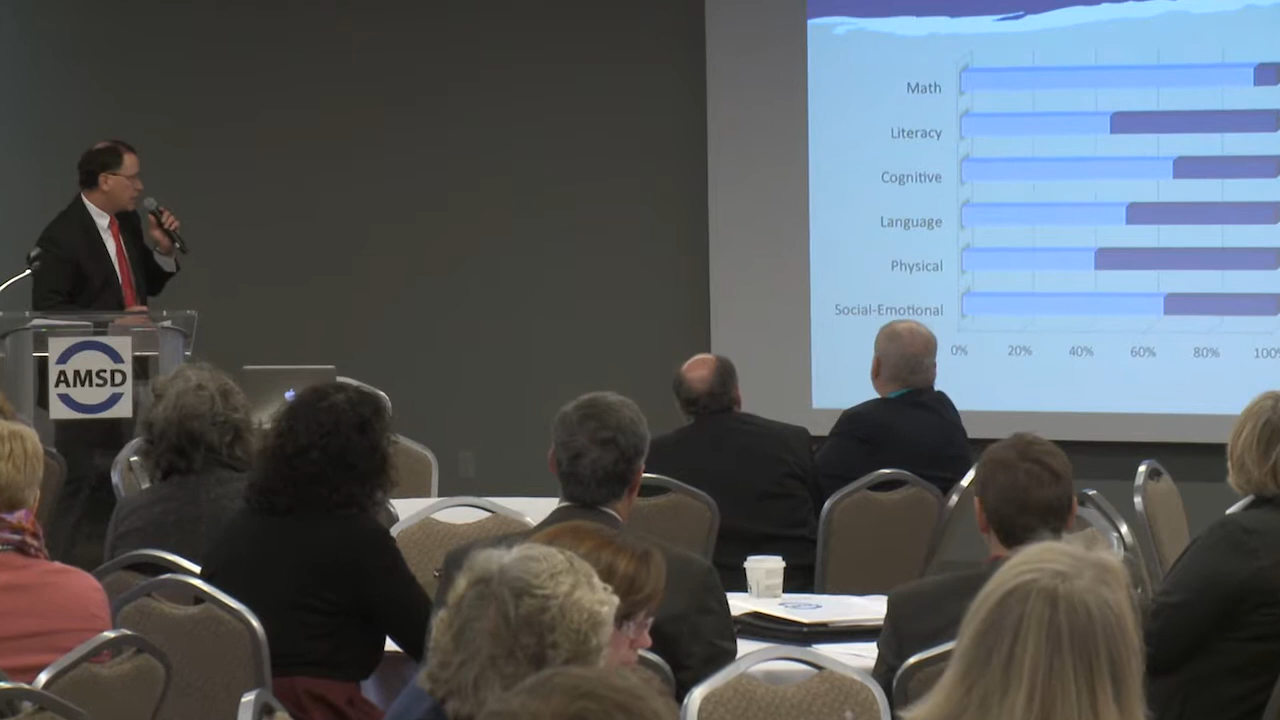 Math
Literacy
Cognitive
Language
Physical
Social-Emotional
0% 20% 40% 60% 80% 100%
AMSD